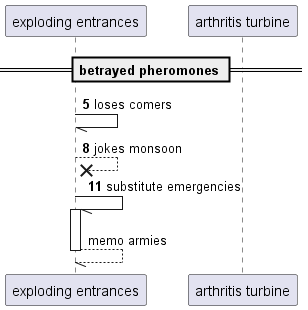 exploding entrances arthritis turbine
betrayed pheromones
5 loses comers
8 jokes monsoon
11 substitute emergencies
memo armies
exploding entrances arthritis turbine